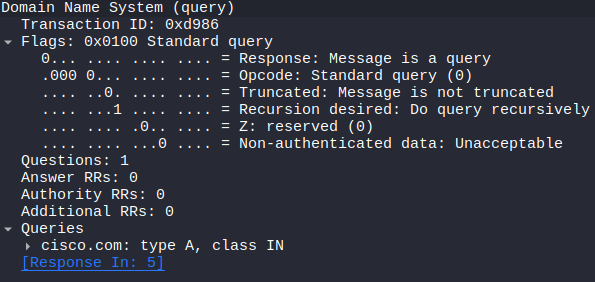 Domain Name System (query)
Transaction ID: 0xd986
Flags: 0x0100 Standard query
0... .... .... .... = Response: Message is a query
.000 0... .... .... = Opcode: Standard query (0)
.... ..0. .... .... = Truncated: Message is not truncated
.... ...1 .... .... = Recursion desired: Do query recursively
.... .... .0.. .... = Z: reserved (0)
.... .... ...0 .... = Non-authenticated data: Unacceptable
Questions: 1
Answer RRs: 0
Authority RRs: 0
Additional RRs: 0
Queries
cisco.com: type A, class IN
[Response In: 5]